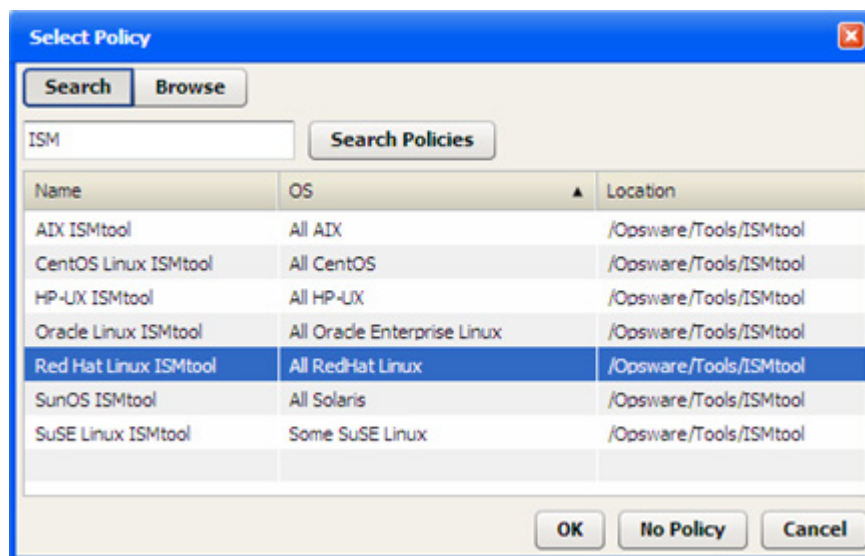 Select Policy
Search Browse
ISM Search Policies
Name OS Location
AIX ISMtool All AIX /Opsware/Tools/ISMtool
CentOS Linux ISMtool All CentOS /Opsware/Tools/ISMtool
HP-UX ISMtool All HP-UX /Opsware/Tools/ISMtool
Oracle Linux ISMtool All Oracle Enterprise Linux /Opsware/Tools/ISMtool
Red Hat Linux ISMtool All RedHat Linux /Opsware/Tools/ISMtool
SunOS ISMtool All Solaris /Opsware/Tools/ISMtool
SuSE Linux ISMtool Some SuSE Linux /Opsware/Tools/ISMtool
OK No Policy Cancel